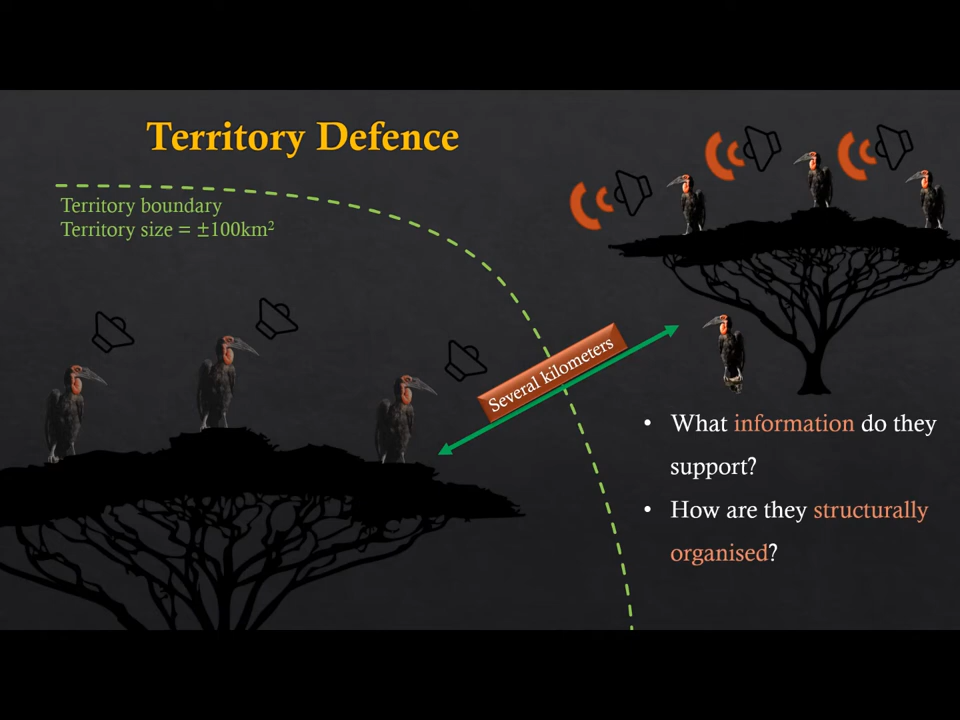 Territory Defence
Territory boundary
Territory size = ±100km²
Several kilometers
• What information do they
support?
• How are they structurally
organised?